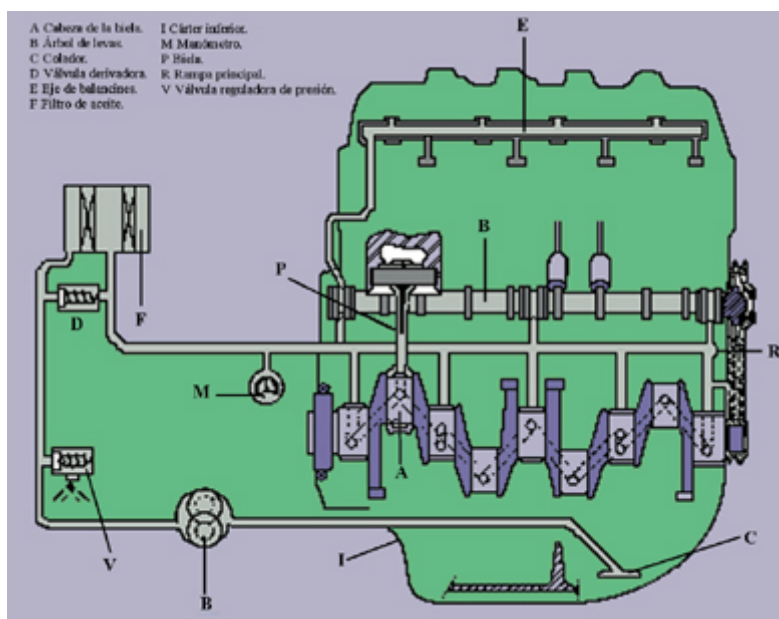 A Cabeza de la biela. I Cárter inferior.
B Árbol de levas. M Manómetro.
C Colador. P Biela.
D Válvula derivadora. R Rampa principal.
E Eje de balancines. V Válvula reguladora de presión.
F Filtro de aceite.
E
B
P
F
D
R
M
A
V
B
I
C